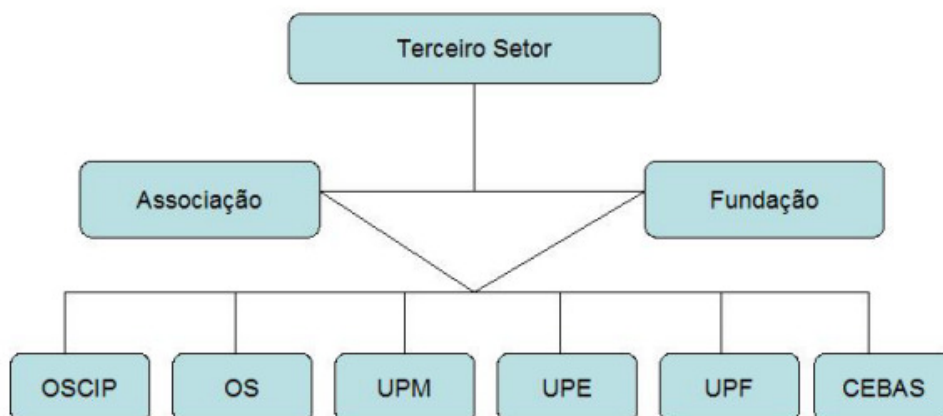 Terceiro Setor
Associação
Fundação
OSCIP
OS
UPM
UPE
UPF
CEBAS